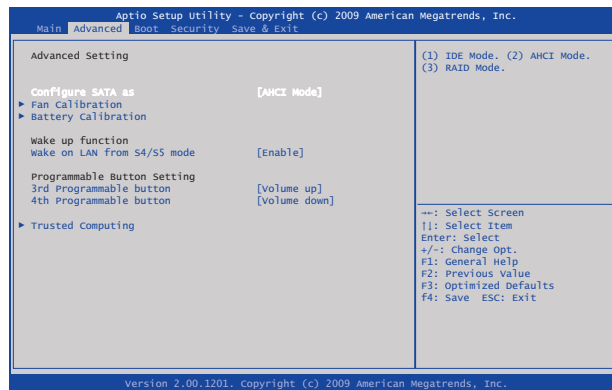 Aptio Setup Utility - Copyright (c) 2009 American Megatrends, Inc.
Main Advanced Boot Security Save & Exit
Advanced Setting
Configure SATA as [AHCI Mode]
► Fan Calibration
► Battery Calibration
Wake up function
Wake on LAN from S4/S5 mode [Enable]
Programmable Button Setting
3rd Programmable button [Volume up]
4th Programmable button [Volume down]
► Trusted Computing
(1) IDE Mode. (2) AHCI Mode.
(3) RAID Mode.
→←: Select Screen
↑↓: Select Item
Enter: Select
+/-: Change Opt.
F1: General Help
F2: Previous Value
F3: Optimized Defaults
f4: Save ESC: Exit
Version 2.00.1201. Copyright (c) 2009 American Megatrends, Inc.